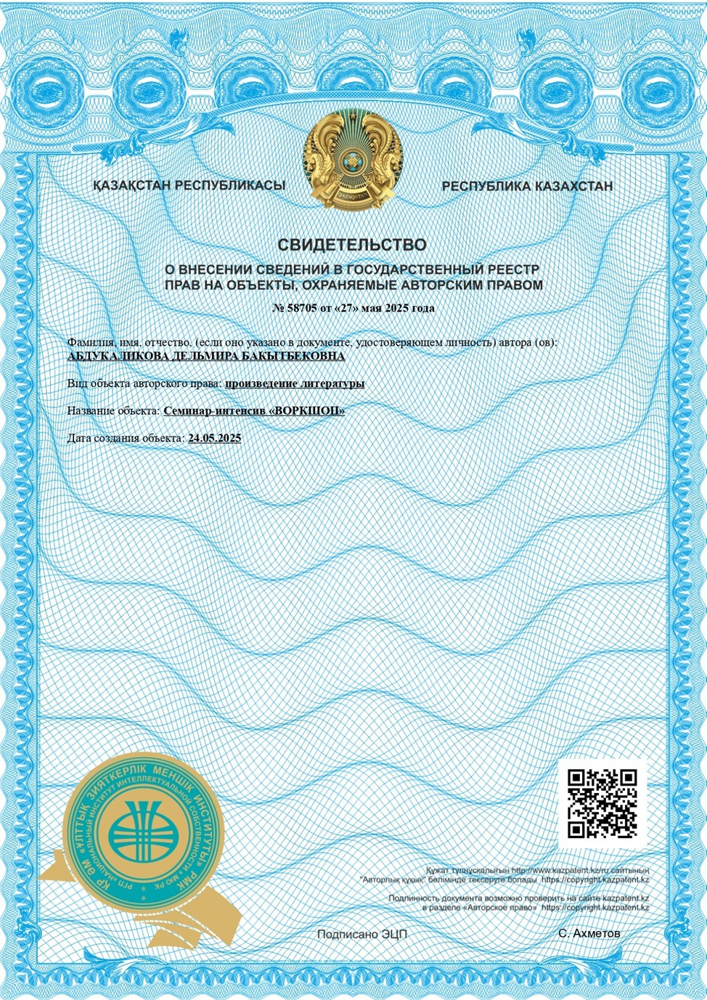 ҚАЗАҚСТАН РЕСПУБЛИКАСЫ
РЕСПУБЛИКА КАЗАХСТАН
QAZAQSTAN
СВИДЕТЕЛЬСТВО
О ВНЕСЕНИИ СВЕДЕНИЙ В ГОСУДАРСТВЕННЫЙ РЕЕСТР
ПРАВ НА ОБЪЕКТЫ, ОХРАНЯЕМЫЕ АВТОРСКИМ ПРАВОМ
№ 58705 от «27» мая 2025 года
Фамилия, имя, отчество, (если оно указано в документе, удостоверяющем личность) автора (ов):
АБДУКАЛИКОВА ДЕЛЬМИРА БАКЫТБЕКОВНА
Вид объекта авторского права: произведение литературы
Название объекта: Семинар-интенсив «ВОРКШОП»
Дата создания объекта: 24.05.2025
ҚР ӘМ «ҰЛТТЫҚ ЗИЯТКЕРЛІК МЕНШІК ИНСТИТУТЫ» РМК
РГП «НАЦИОНАЛЬНЫЙ ИНСТИТУТ ИНТЕЛЛЕКТУАЛЬНОЙ СОБСТВЕННОСТИ» МЮ РК
Құжат түпнұсқалығын http://www.kazpatent.kz/ru сайтының
"Авторлық құқық" бөлімінде тексеруге болады https://copyright.kazpatent.kz
Подлинность документа возможно проверить на сайте kazpatent.kz
в разделе «Авторское право» https://copyright.kazpatent.kz
Подписано ЭЦП
С. Ахметов